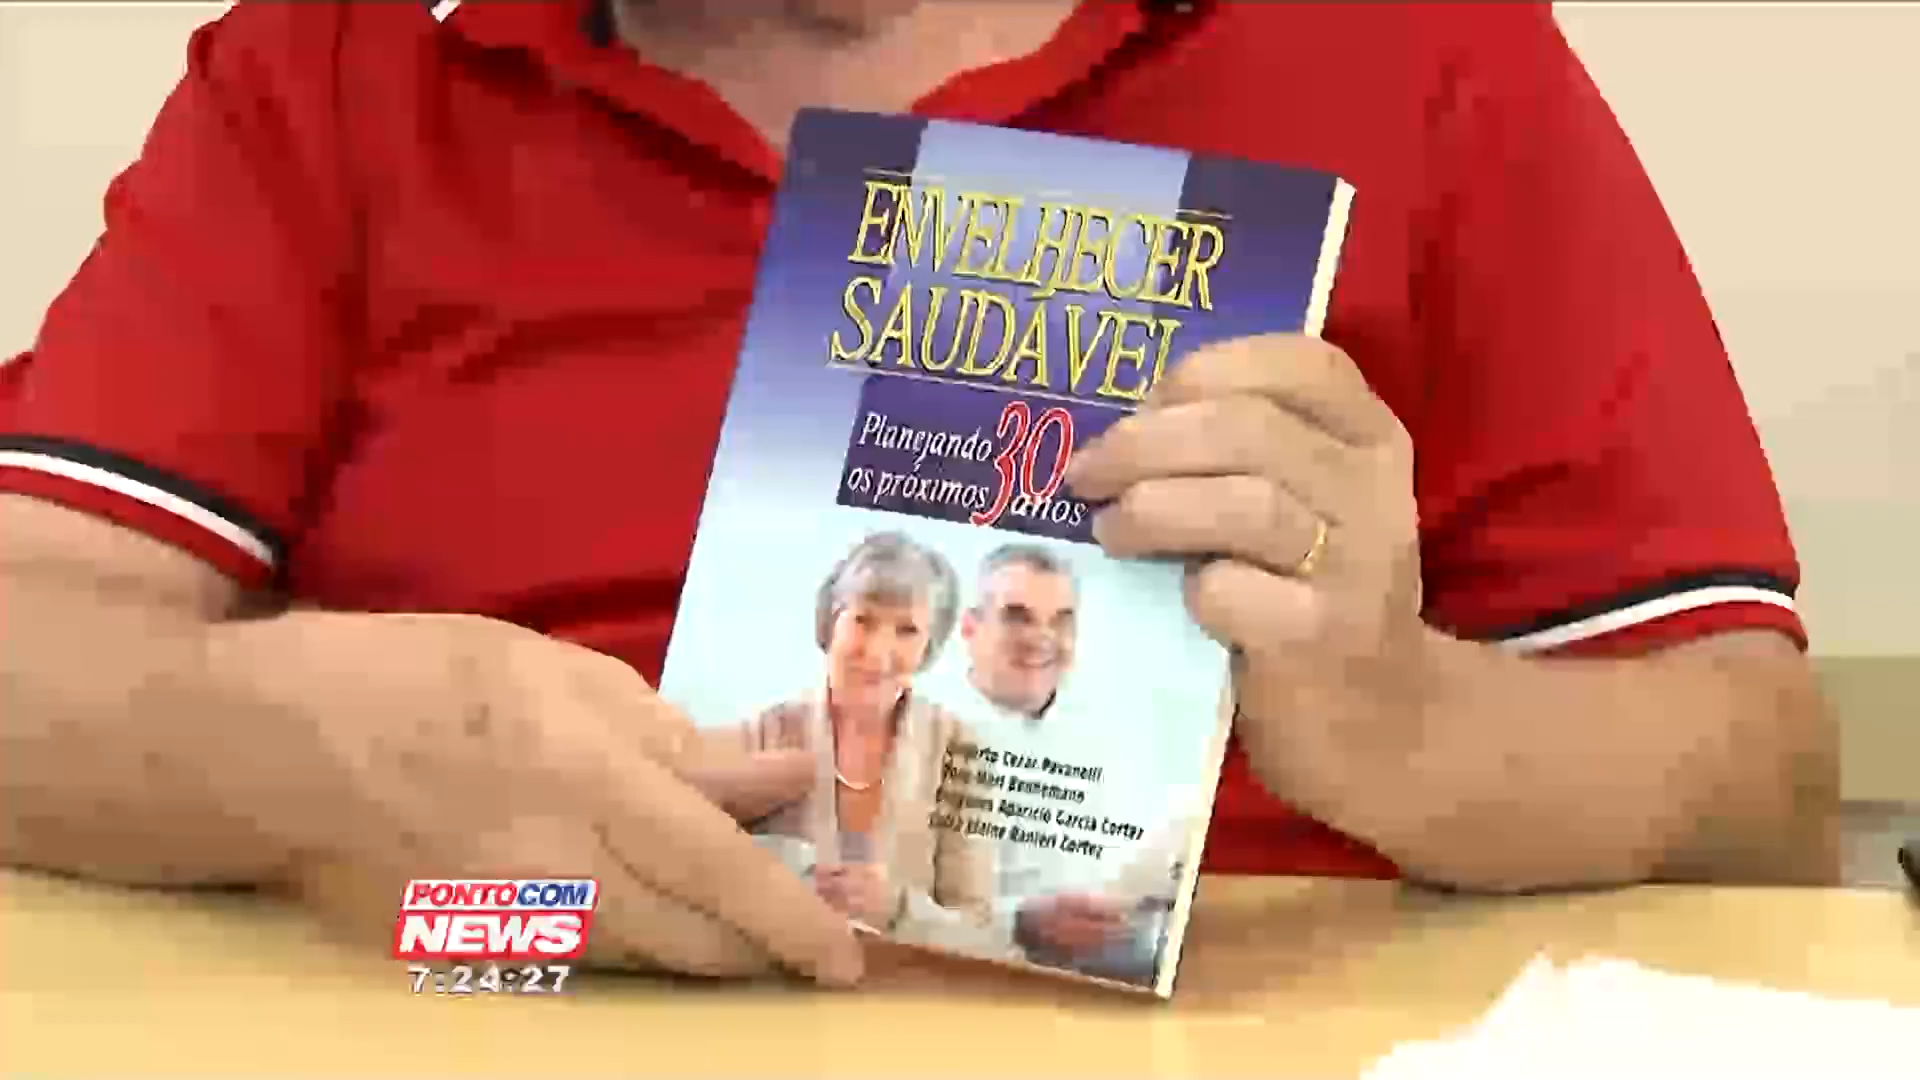 ENVELHECER
SAUDÁVEL
Planejando 30
os próximos anos
Cezar Pavanelli
Bennemann
Aparicio Garcia Cortez
Elaine Ranieri Cortez
PONTOCOM
NEWS
7:24:27